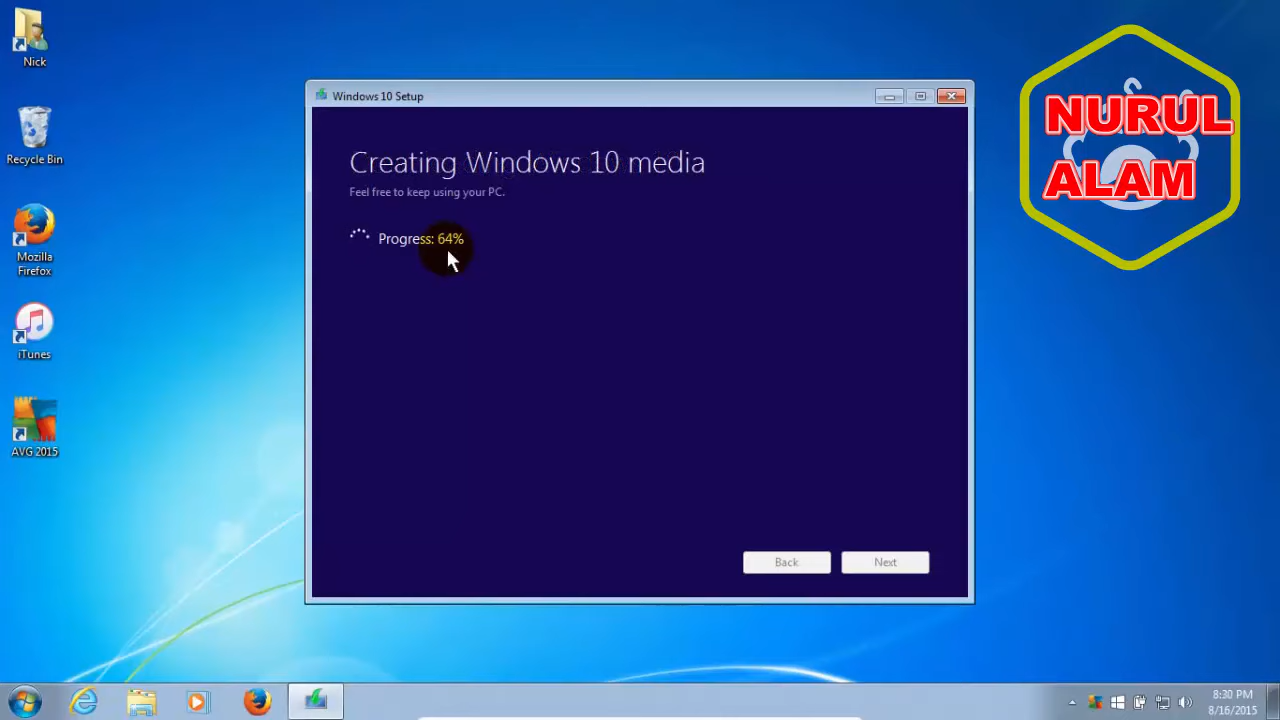 Nick
Recycle Bin
Mozilla
Firefox
iTunes
AVG 2015
Windows 10 Setup
Creating Windows 10 media
Feel free to keep using your PC.
Progress: 64%
Back
Next
NURUL
ALAM
8:30 PM
8/16/2015